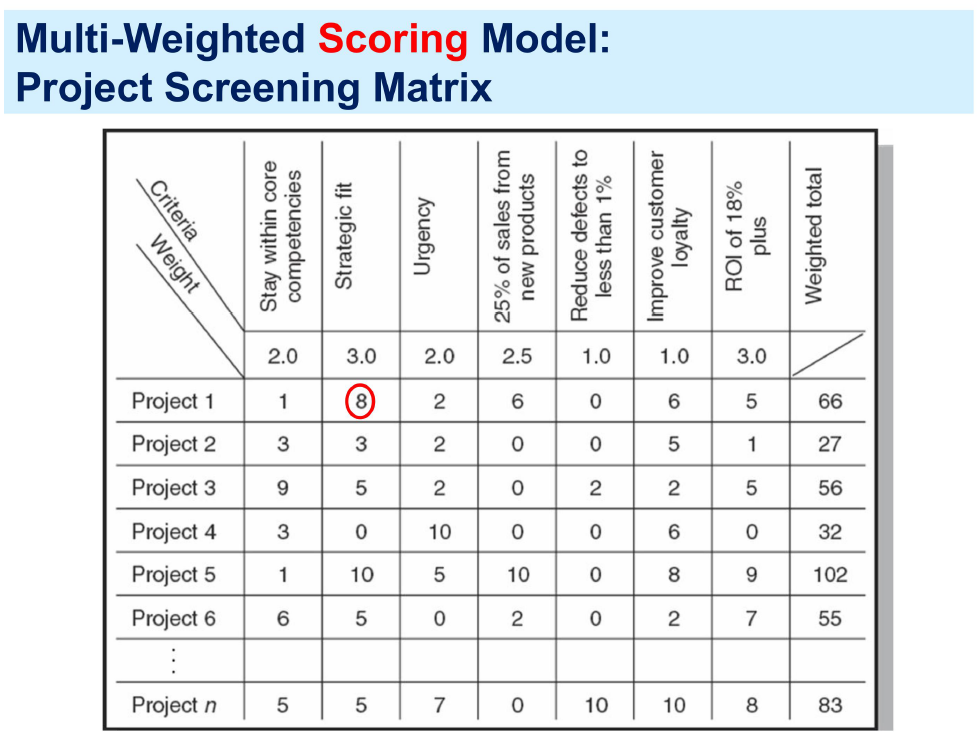 Multi-Weighted Scoring Model:
Project Screening Matrix
Criteria
Weight
Stay within core
competencies
Strategic fit
Urgency
25% of sales from
new products
Reduce defects to
less than 1%
Improve customer
loyalty
ROI of 18%
plus
Weighted total
2.0 3.0 2.0 2.5 1.0 1.0 3.0
Project 1 1 8 2 6 0 6 5 66
Project 2 3 3 2 0 0 5 1 27
Project 3 9 5 2 0 2 2 5 56
Project 4 3 0 10 0 0 6 0 32
Project 5 1 10 5 10 0 8 9 102
Project 6 6 5 0 2 0 2 7 55
⋮
Project n 5 5 7 0 10 10 8 83